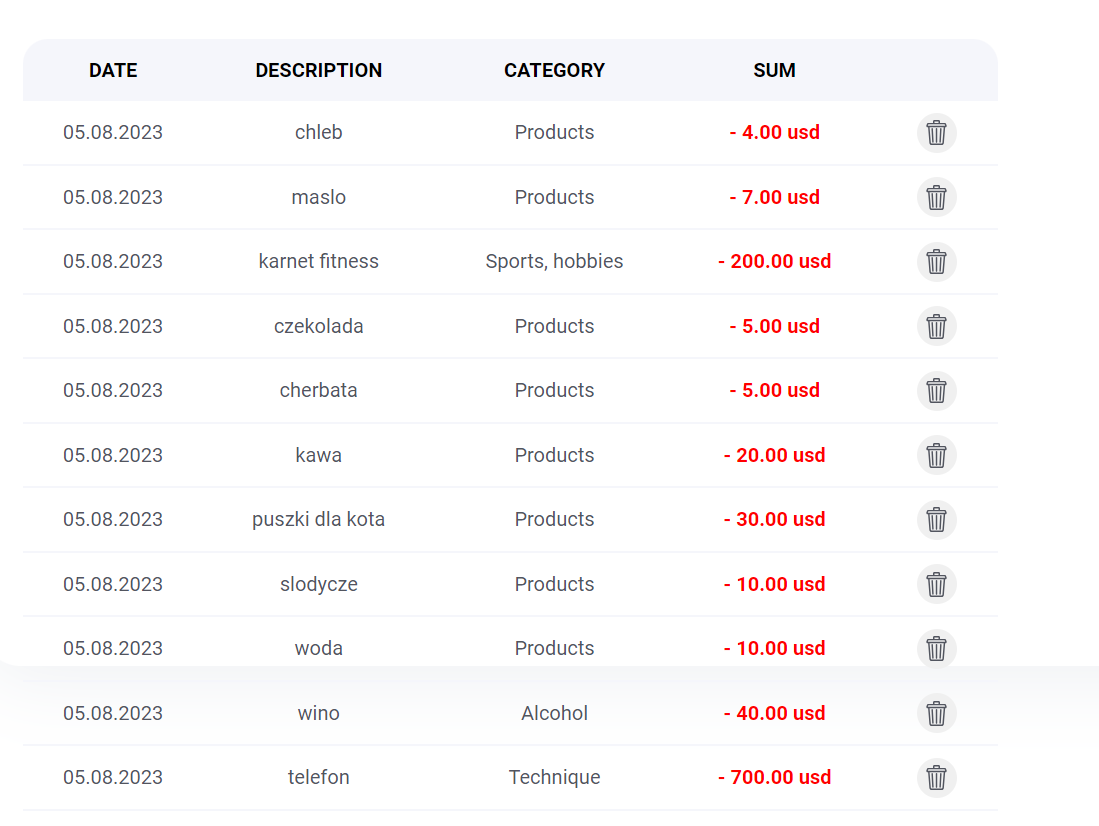 DATE DESCRIPTION CATEGORY SUM
05.08.2023 chleb Products - 4.00 usd
05.08.2023 maslo Products - 7.00 usd
05.08.2023 karnet fitness Sports, hobbies - 200.00 usd
05.08.2023 czekolada Products - 5.00 usd
05.08.2023 cherbata Products - 5.00 usd
05.08.2023 kawa Products - 20.00 usd
05.08.2023 puszki dla kota Products - 30.00 usd
05.08.2023 slodycze Products - 10.00 usd
05.08.2023 woda Products - 10.00 usd
05.08.2023 wino Alcohol - 40.00 usd
05.08.2023 telefon Technique - 700.00 usd